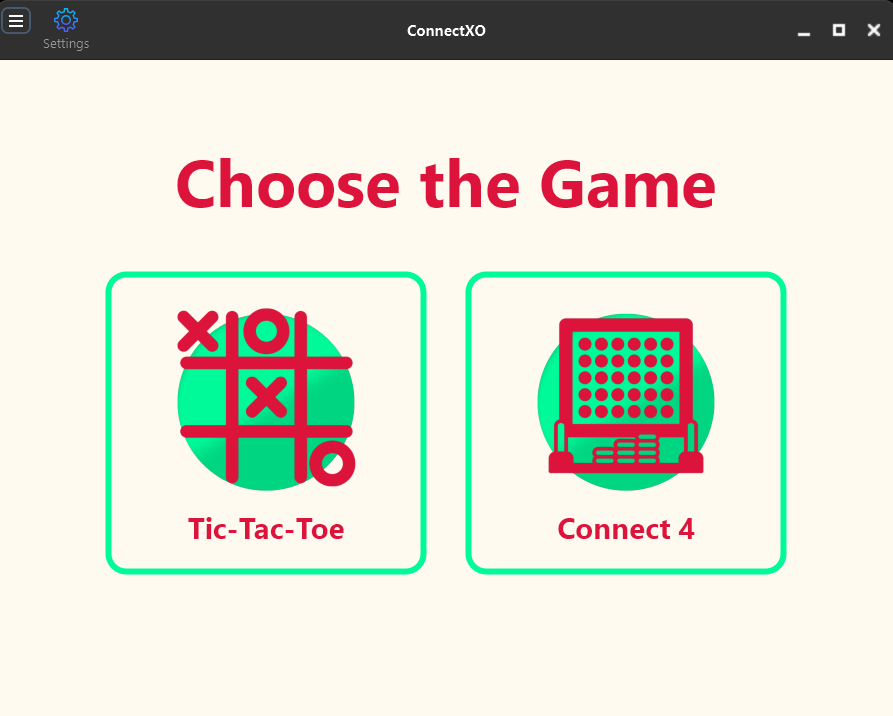 ConnectXO
Settings
Choose the Game
Tic-Tac-Toe
Connect 4